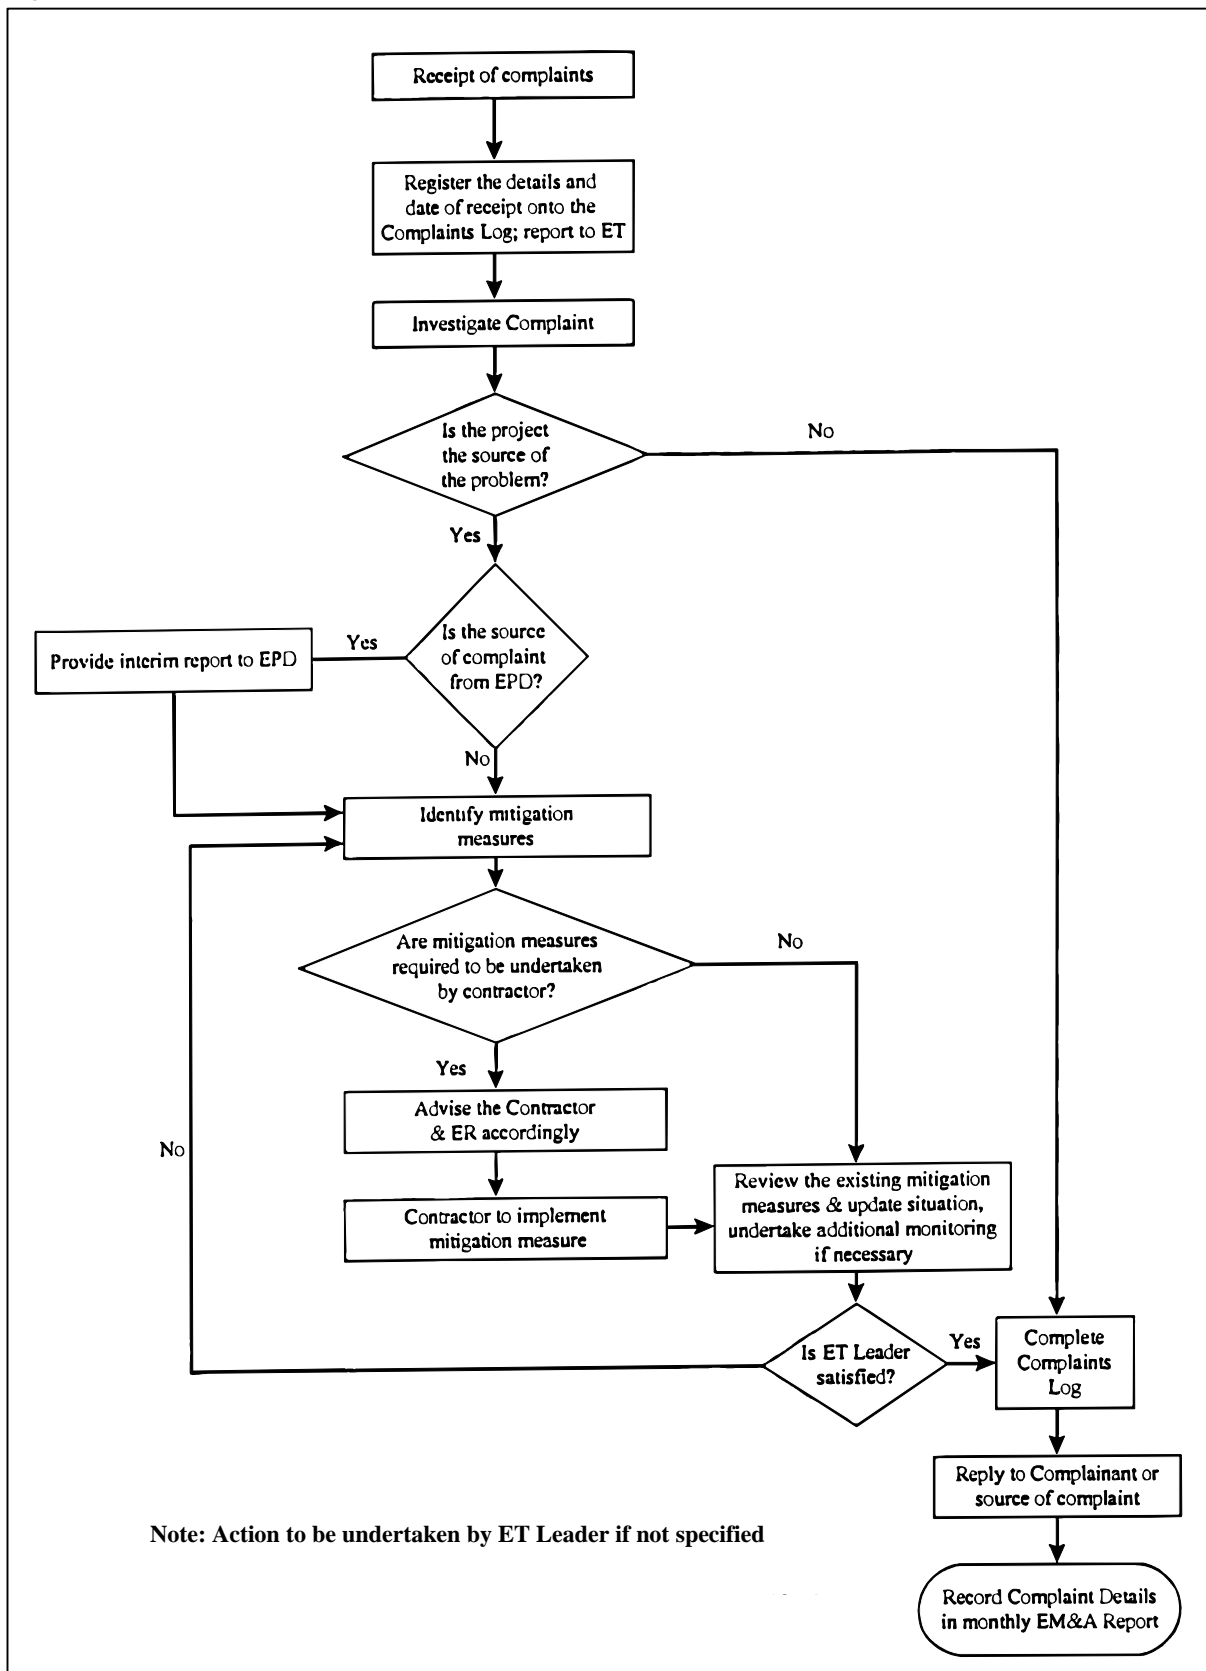 Receipt of complaints
Register the details and
date of receipt onto the
Complaints Log; report to ET
Investigate Complaint
Is the project
the source of
the problem?
No
Yes
Is the source
of complaint
from EPD?
Yes
Provide interim report to EPD
No
Identify mitigation
measures
Are mitigation measures
required to be undertaken
by contractor?
No
Yes
Advise the Contractor
& ER accordingly
No
Contractor to implement
mitigation measure
Review the existing mitigation
measures & update situation,
undertake additional monitoring
if necessary
Is ET Leader
satisfied?
Yes
Complete
Complaints
Log
Reply to Complainant or
source of complaint
Note: Action to be undertaken by ET Leader if not specified
Record Complaint Details
in monthly EM&A Report